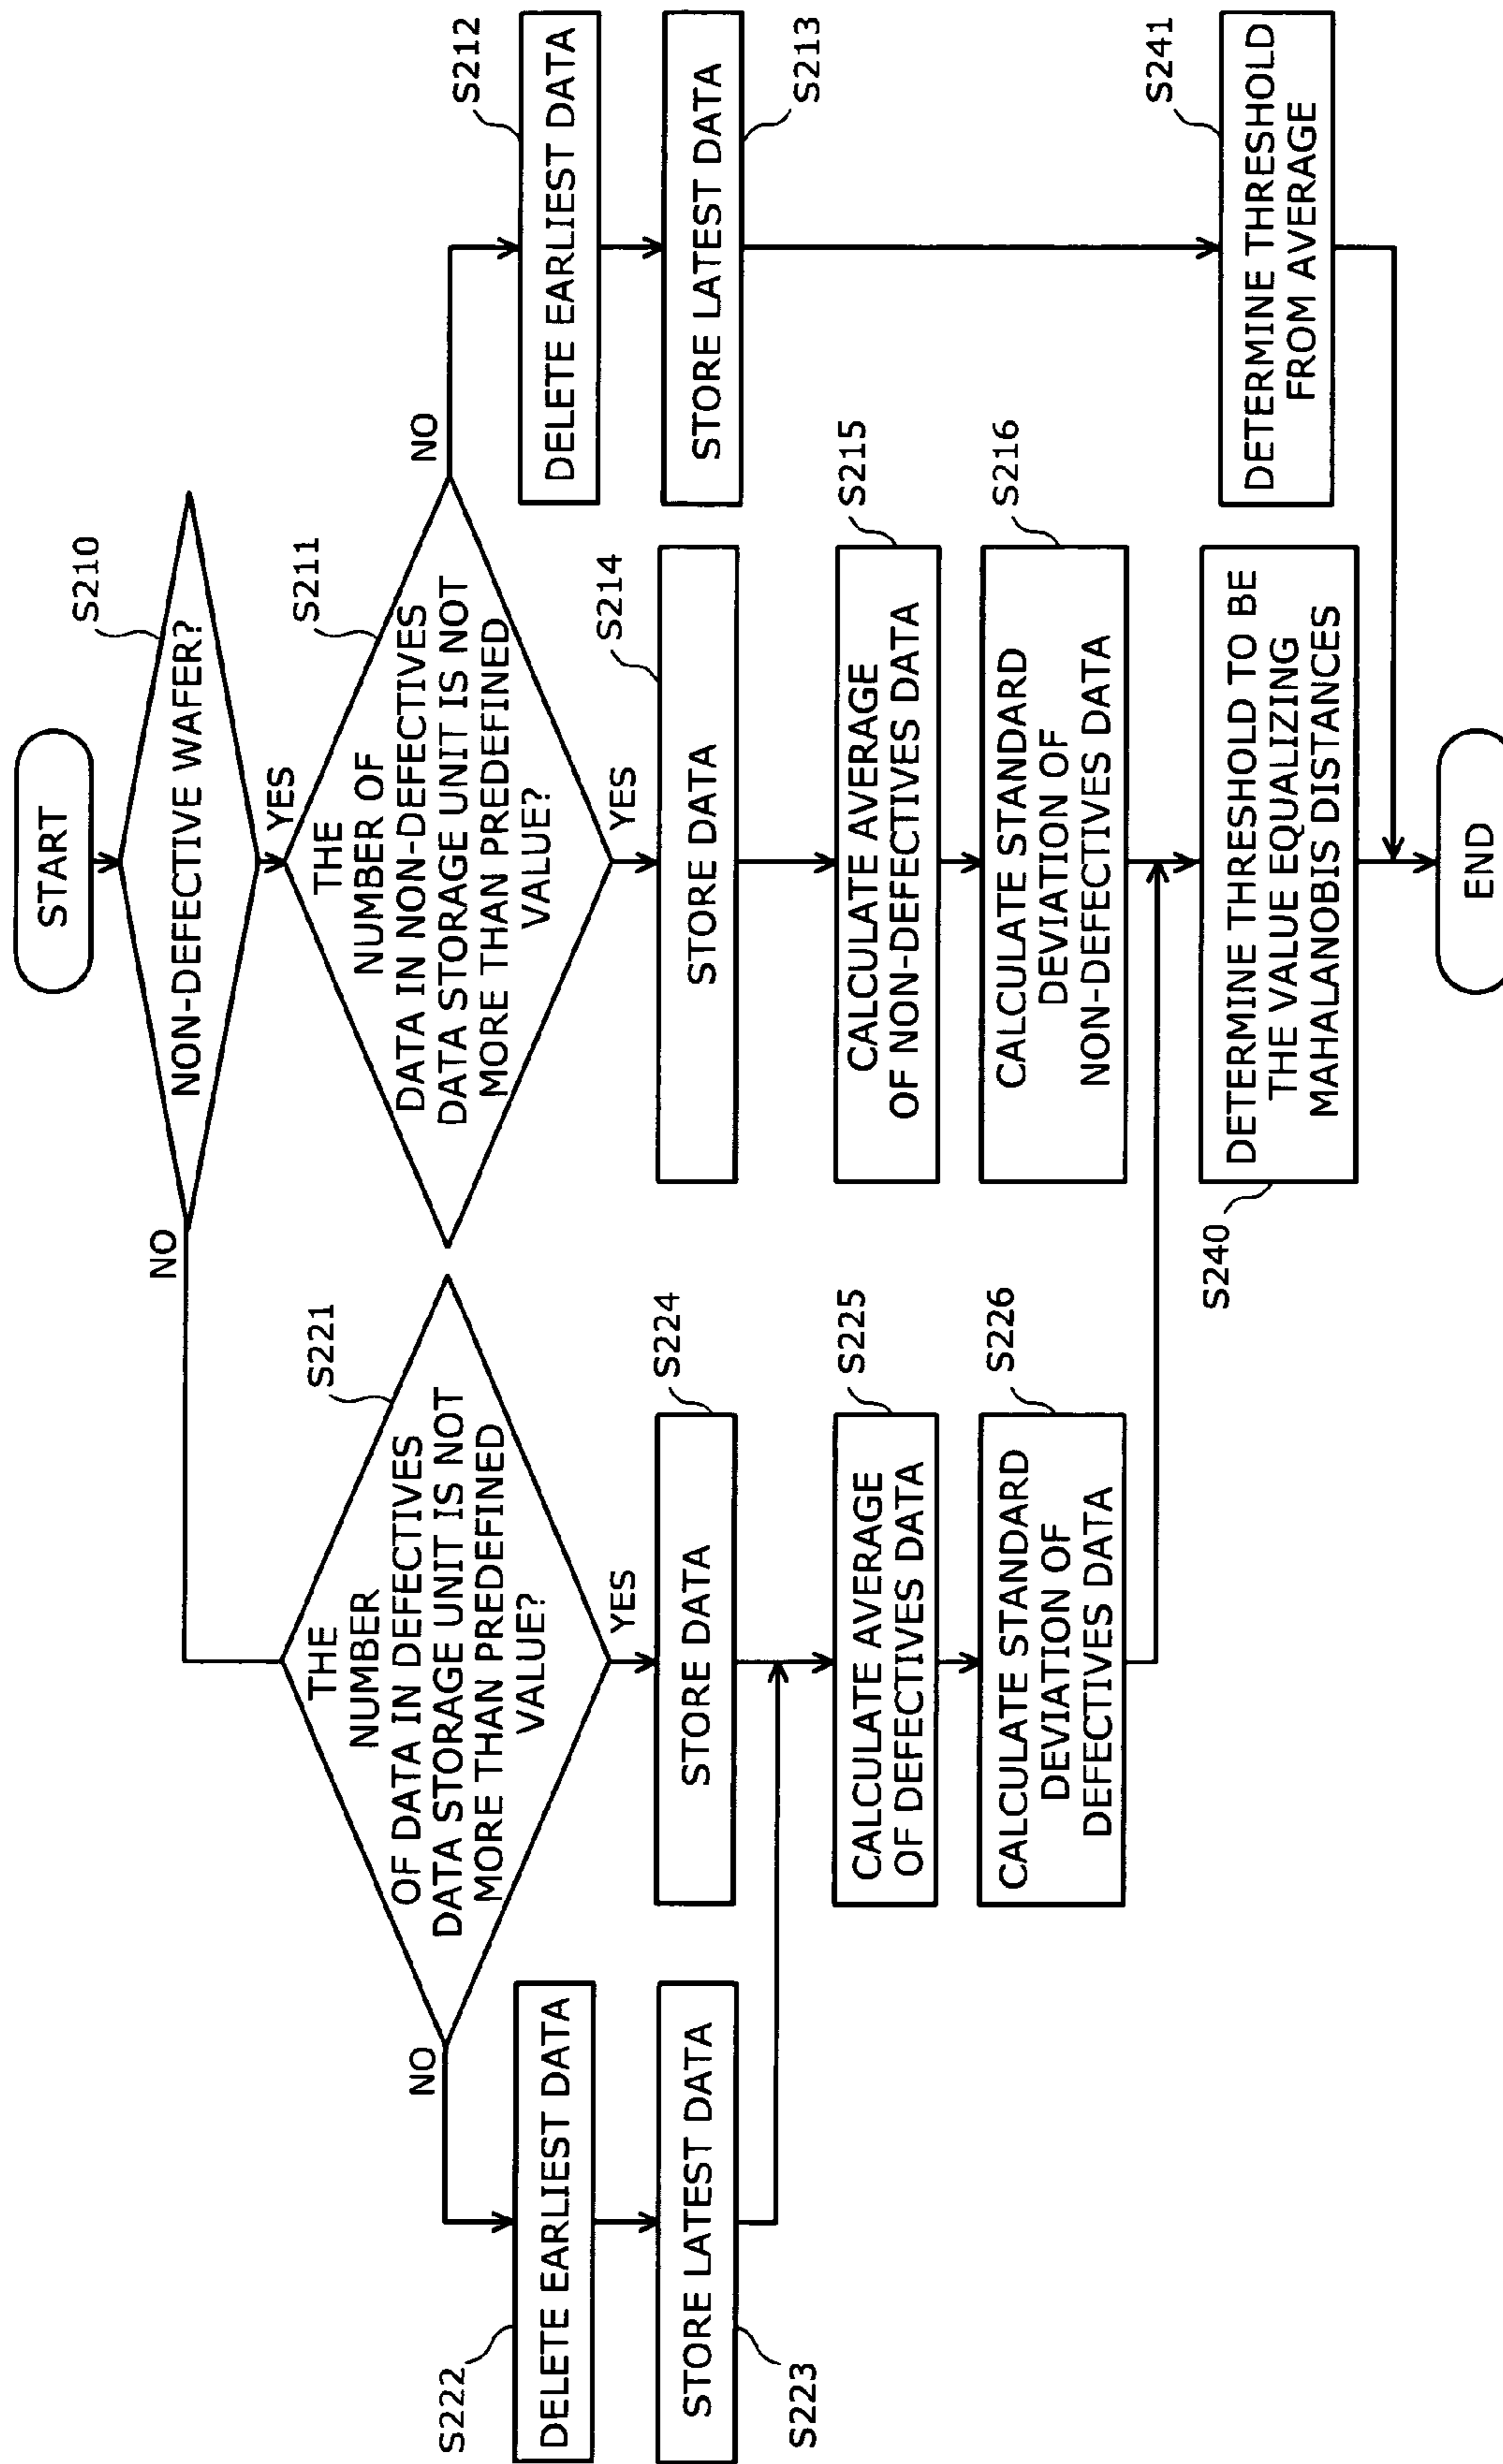 START
S210
NON-DEFECTIVE WAFER?
NO
YES
S221
THE
NUMBER
OF DATA IN DEFECTIVES
DATA STORAGE UNIT IS NOT
MORE THAN PREDEFINED
VALUE?
S211
THE
NUMBER OF
DATA IN NON-DEFECTIVES
DATA STORAGE UNIT IS NOT
MORE THAN PREDEFINED
VALUE?
NO
YES
YES
NO
S222
DELETE EARLIEST DATA
S212
DELETE EARLIEST DATA
STORE LATEST DATA
S223
S224
STORE DATA
S214
STORE DATA
STORE LATEST DATA
S213
S225
CALCULATE AVERAGE
OF DEFECTIVES DATA
S215
CALCULATE AVERAGE
OF NON-DEFECTIVES DATA
S226
CALCULATE STANDARD
DEVIATION OF
DEFECTIVES DATA
S216
CALCULATE STANDARD
DEVIATION OF
NON-DEFECTIVES DATA
S240
DETERMINE THRESHOLD TO BE
THE VALUE EQUALIZING
MAHALANOBIS DISTANCES
S241
DETERMINE THRESHOLD
FROM AVERAGE
END